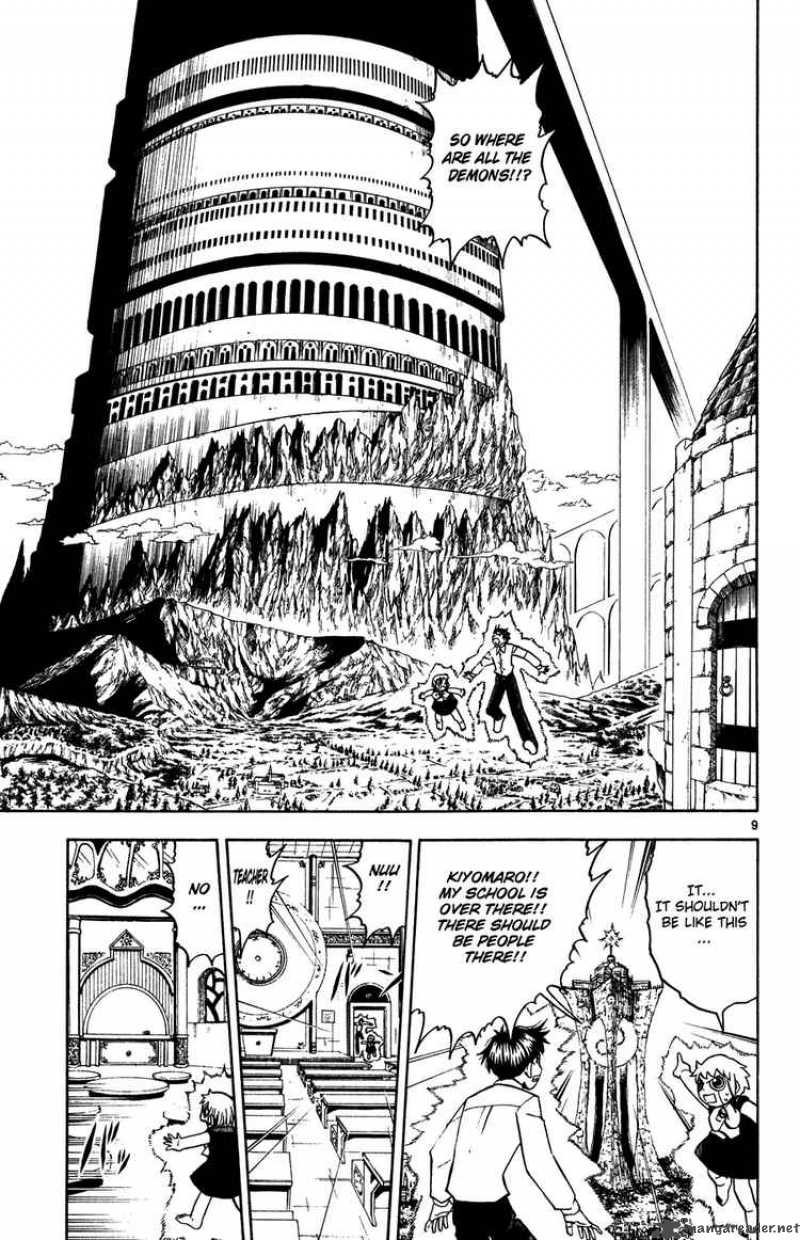 SO WHERE
ARE ALL THE
DEMONS!!?
9
IT...
IT SHOULDN'T
BE LIKE THIS
...
KIYOMARO!!
MY SCHOOL IS
OVER THERE!!
THERE SHOULD
BE PEOPLE
THERE!!
NUU
!!
TEACHER
!!
NO
...
mangareader.net